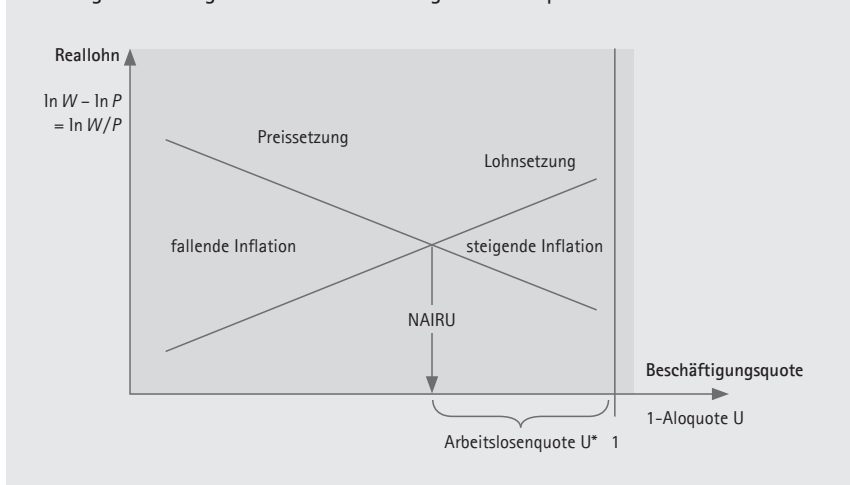 Reallohn
ln W – ln P
= ln W/P
Preissetzung
Lohnsetzung
fallende Inflation
steigende Inflation
NAIRU
Beschäftigungsquote
1-Aloquote U
Arbeitslosenquote U* 1